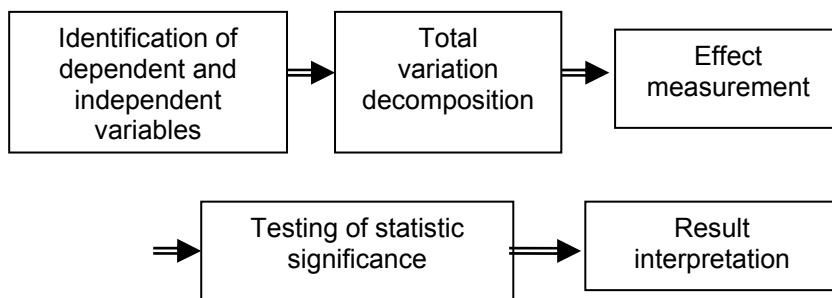 Identification of
dependent and
independent
variables
Total
variation
decomposition
Effect
measurement
Testing of statistic
significance
Result
interpretation